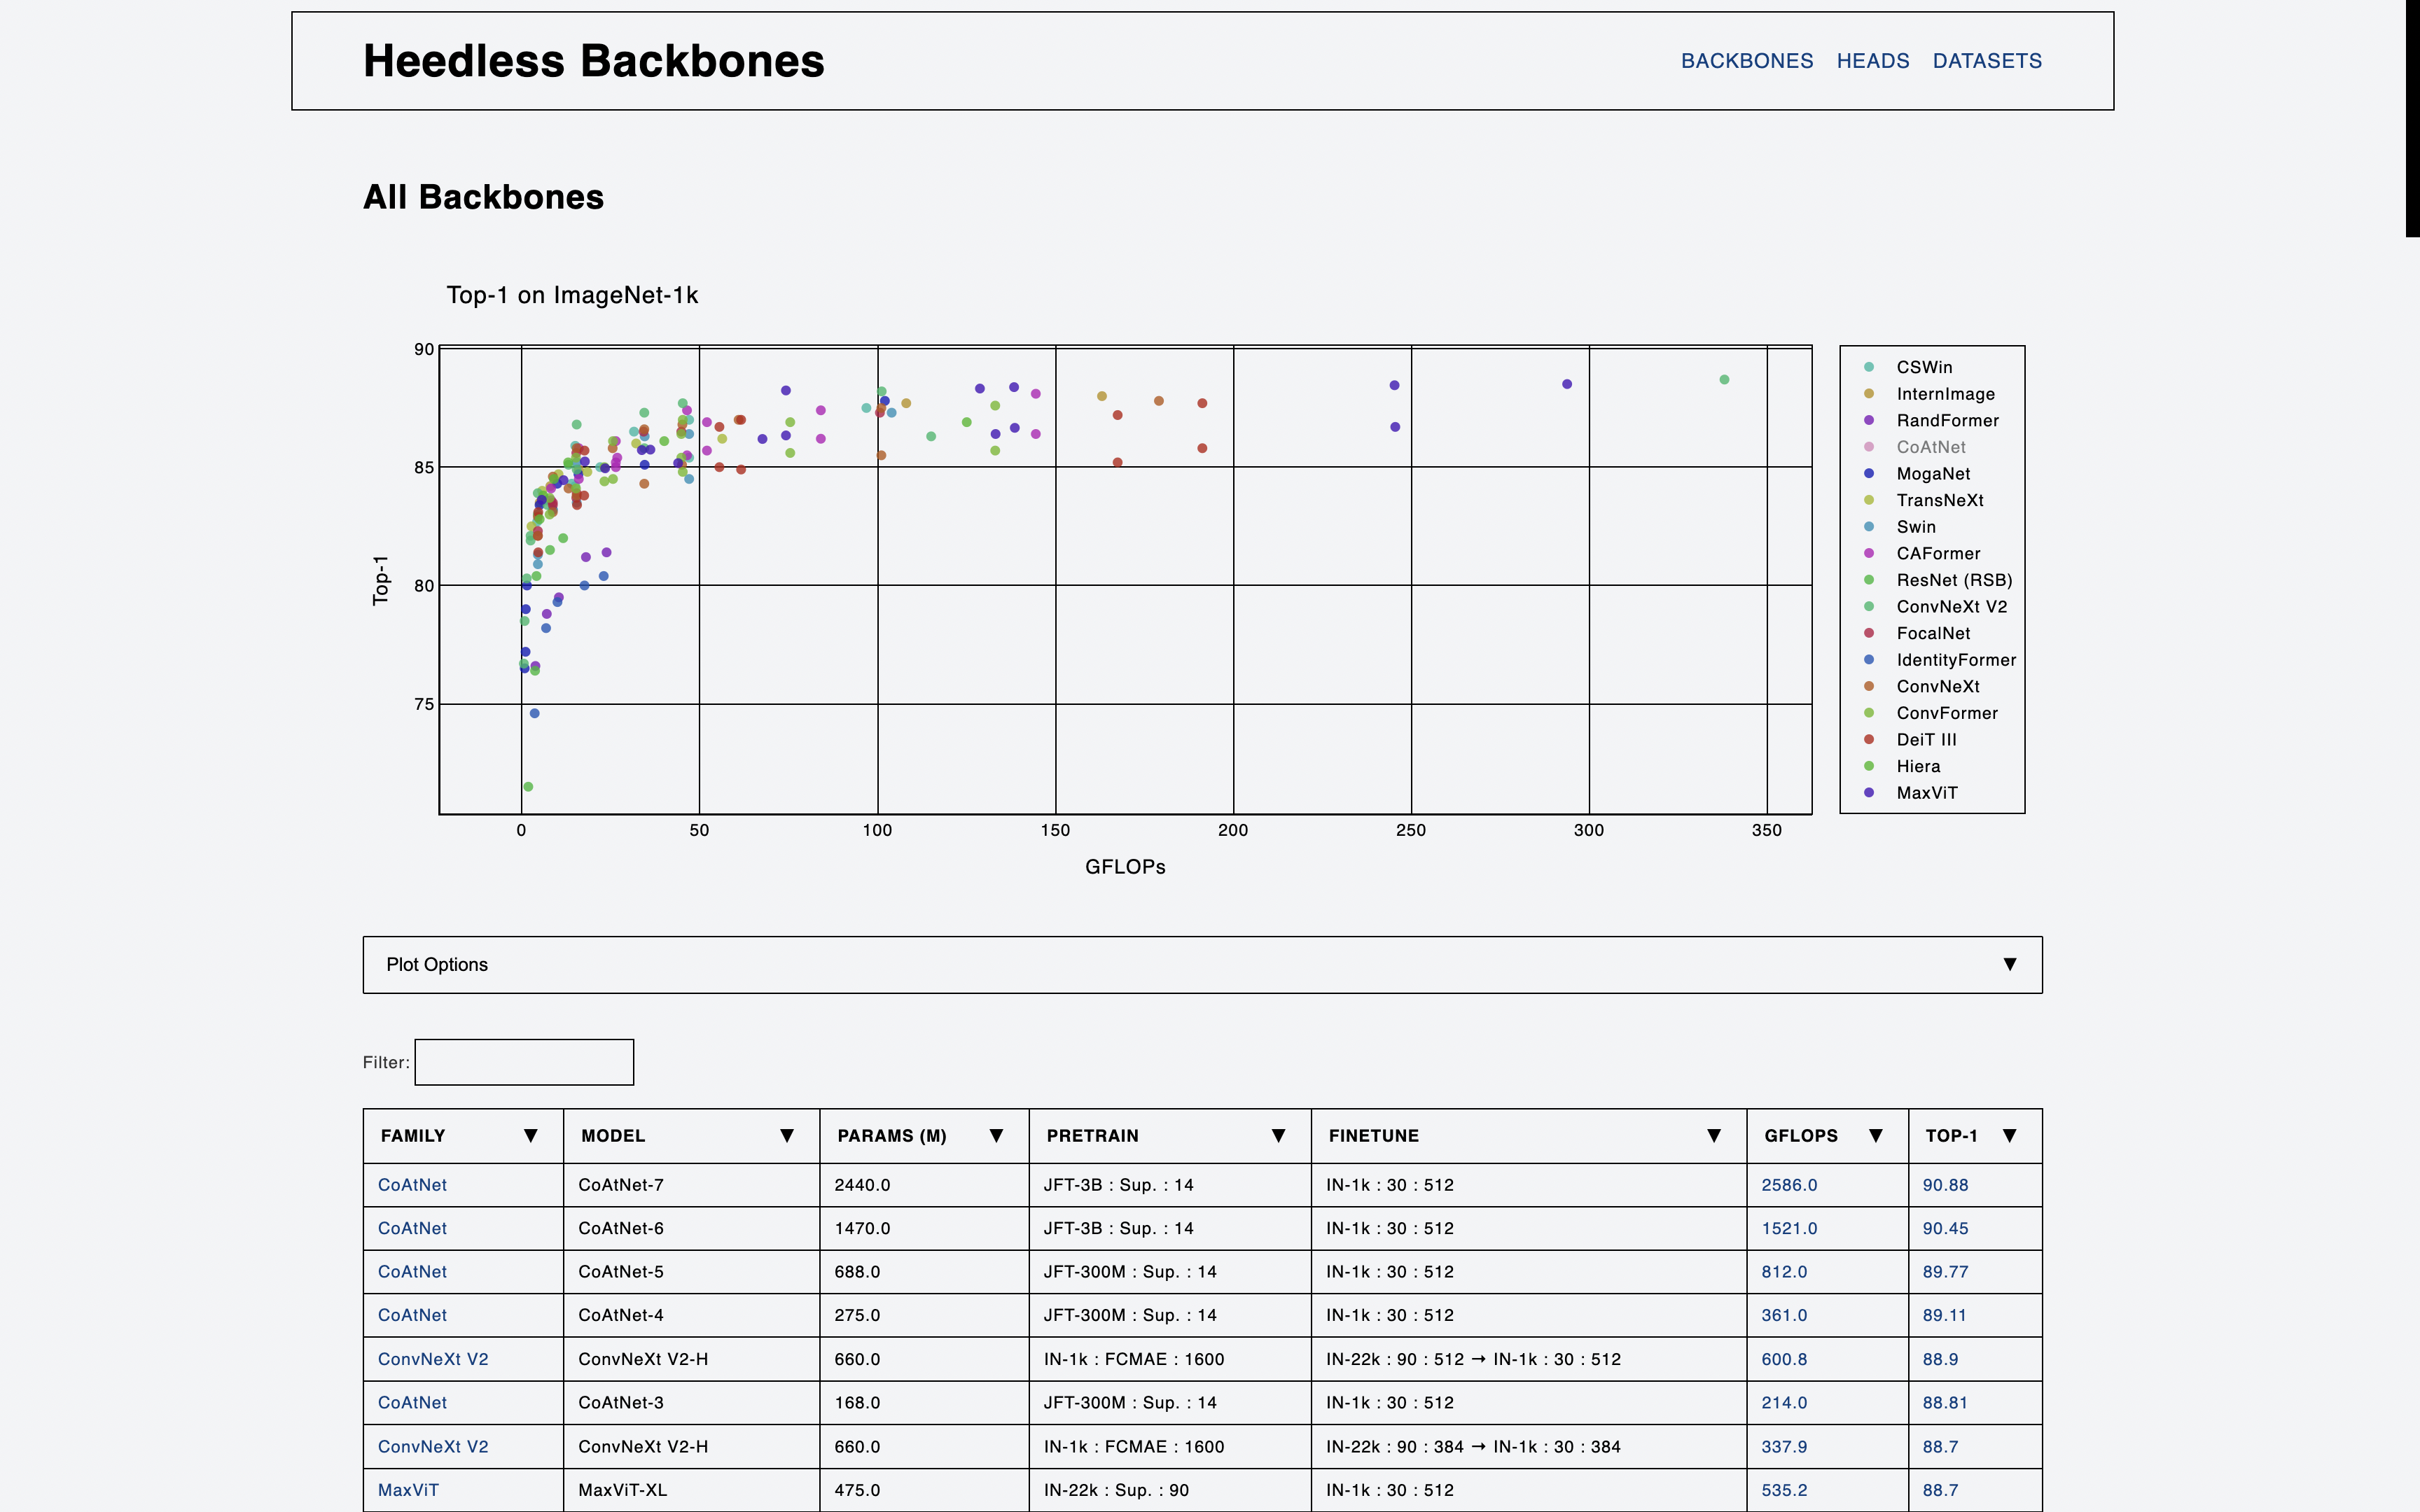 Heedless Backbones
BACKBONES HEADS DATASETS
All Backbones
Top-1 on ImageNet-1k
90
85
80
75
Top-1
0 50 100 150 200 250 300 350
GFLOPs
CSWin
InternImage
RandFormer
CoAtNet
MogaNet
TransNeXt
Swin
CAFormer
ResNet (RSB)
ConvNeXt V2
FocalNet
IdentityFormer
ConvNeXt
ConvFormer
DeiT III
Hiera
MaxViT
Plot Options ▼
Filter:
FAMILY ▼ MODEL ▼ PARAMS (M) ▼ PRETRAIN ▼ FINETUNE ▼ GFLOPS ▼ TOP-1 ▼
CoAtNet CoAtNet-7 2440.0 JFT-3B : Sup. : 14 IN-1k : 30 : 512 2586.0 90.88
CoAtNet CoAtNet-6 1470.0 JFT-3B : Sup. : 14 IN-1k : 30 : 512 1521.0 90.45
CoAtNet CoAtNet-5 688.0 JFT-300M : Sup. : 14 IN-1k : 30 : 512 812.0 89.77
CoAtNet CoAtNet-4 275.0 JFT-300M : Sup. : 14 IN-1k : 30 : 512 361.0 89.11
ConvNeXt V2 ConvNeXt V2-H 660.0 IN-1k : FCMAE : 1600 IN-22k : 90 : 512 → IN-1k : 30 : 512 600.8 88.9
CoAtNet CoAtNet-3 168.0 JFT-300M : Sup. : 14 IN-1k : 30 : 512 214.0 88.81
ConvNeXt V2 ConvNeXt V2-H 660.0 IN-1k : FCMAE : 1600 IN-22k : 90 : 384 → IN-1k : 30 : 384 337.9 88.7
MaxViT MaxViT-XL 475.0 IN-22k : Sup. : 90 IN-1k : 30 : 512 535.2 88.7